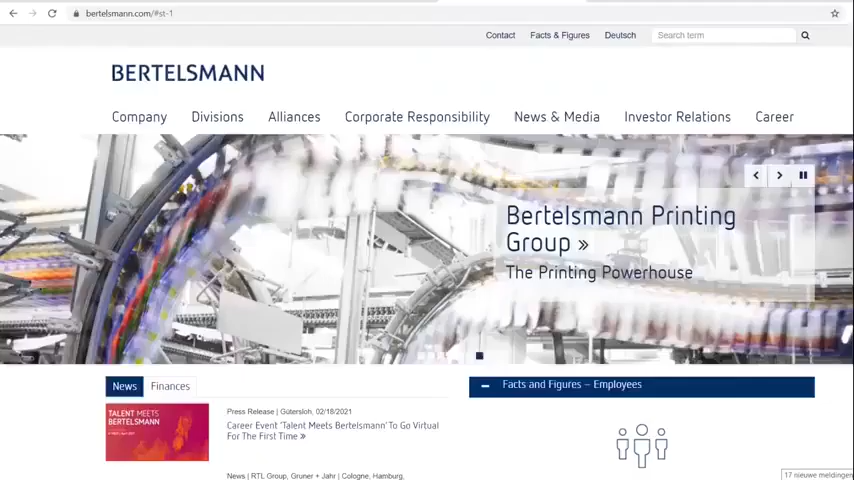 bertelsmann.com/#st-1
Contact Facts & Figures Deutsch Search term
BERTELSMANN
Company Divisions Alliances Corporate Responsibility News & Media Investor Relations Career
Bertelsmann Printing
Group »
The Printing Powerhouse
News Finances
Facts and Figures – Employees
TALENT MEETS
BERTELSMANN
Press Release | Gütersloh, 02/18/2021
Career Event 'Talent Meets Bertelsmann' To Go Virtual
For The First Time »
News | RTL Group, Gruner + Jahr | Cologne, Hamburg,
17 nieuwe meldingen